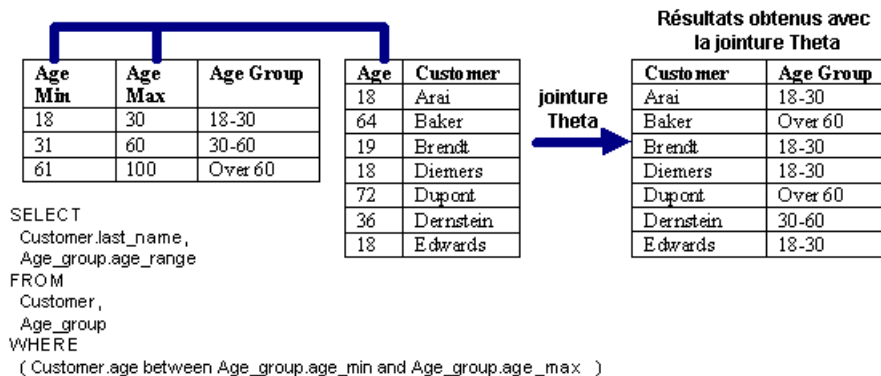 Résultats obtenus avec
la jointure Theta
Age Min Age Max Age Group
18 30 18-30
31 60 30-60
61 100 Over 60
Age Customer
18 Arai
64 Baker
19 Brendt
18 Diemers
72 Dupont
36 Dernstein
18 Edwards
jointure
Theta
Customer Age Group
Arai 18-30
Baker Over 60
Brendt 18-30
Diemers 18-30
Dupont Over 60
Dernstein 30-60
Edwards 18-30
SELECT
Customer.last_name,
Age_group.age_range
FROM
Customer,
Age_group
WHERE
( Customer.age between Age_group.age_min and Age_group.age_max )